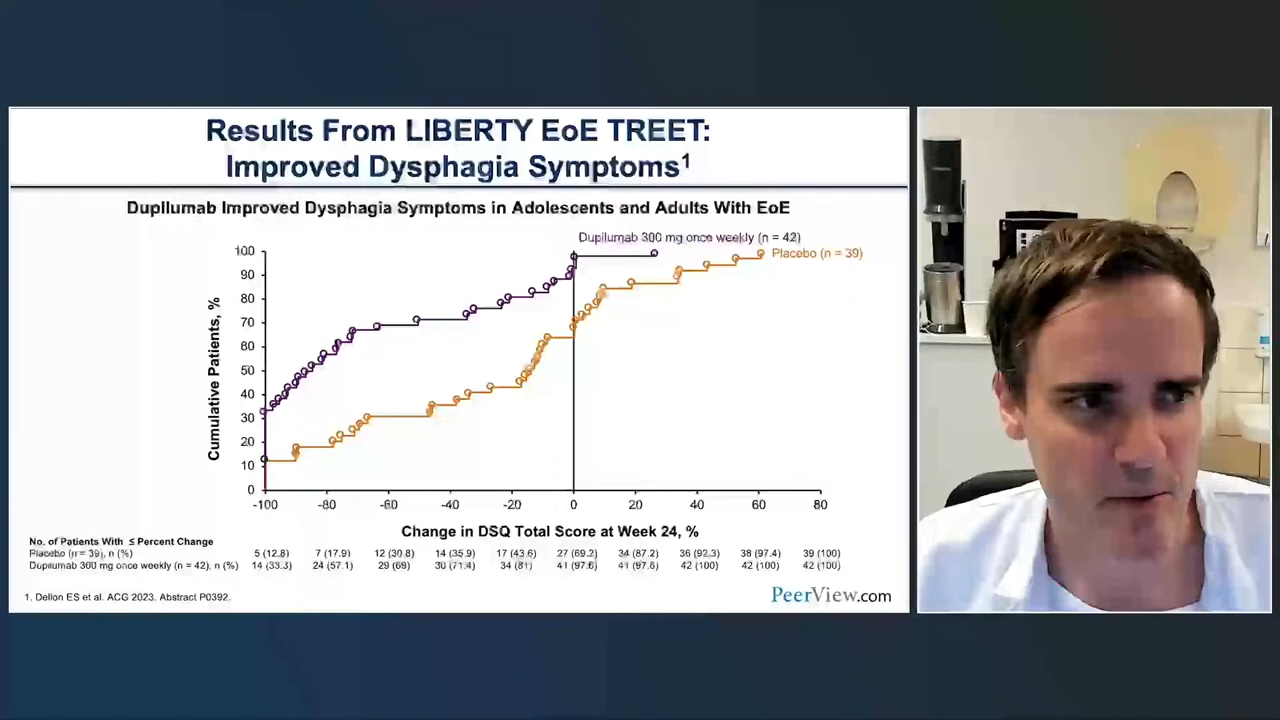 Results From LIBERTY EoE TREET:
Improved Dysphagia Symptoms1
Dupilumab Improved Dysphagia Symptoms in Adolescents and Adults With EoE
Dupilumab 300 mg once weekly (n = 42)
Placebo (n = 39)
Cumulative Patients, %
100
90
80
70
60
50
40
30
20
10
0
-100 -80 -60 -40 -20 0 20 40 60 80
Change in DSQ Total Score at Week 24, %
No. of Patients With ≤ Percent Change
Placebo (n = 39), n (%) 5 (12.8) 7 (17.9) 12 (30.8) 14 (35.9) 17 (43.6) 27 (69.2) 34 (87.2) 36 (92.3) 38 (97.4) 39 (100)
Dupilumab 300 mg once weekly (n = 42), n (%) 14 (33.3) 24 (57.1) 29 (69) 30 (71.4) 34 (81) 41 (97.6) 41 (97.6) 42 (100) 42 (100) 42 (100)
1. Dellon ES et al. ACG 2023. Abstract P0392.
PeerView.com